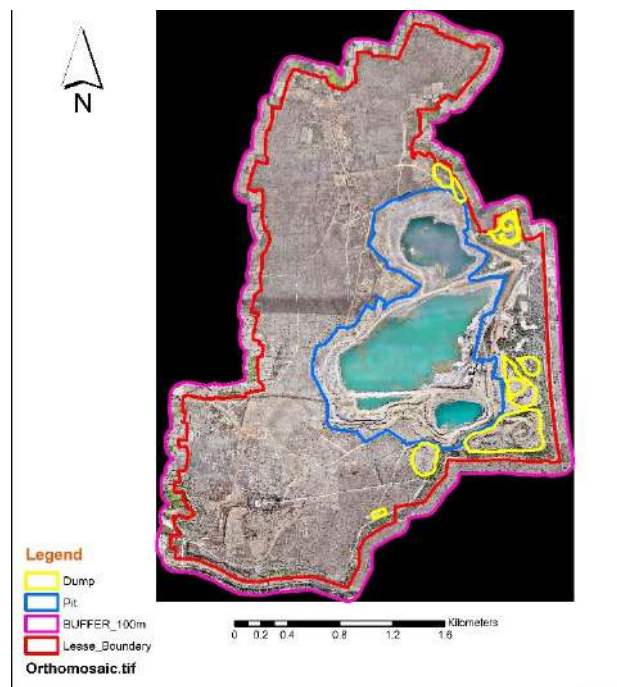 N
Legend
Dump
Pit
BUFFER_100m
Lease_Boundary
Orthomosaic.tif
Kilometers
0 0.2 0.4 0.8 1.2 1.6